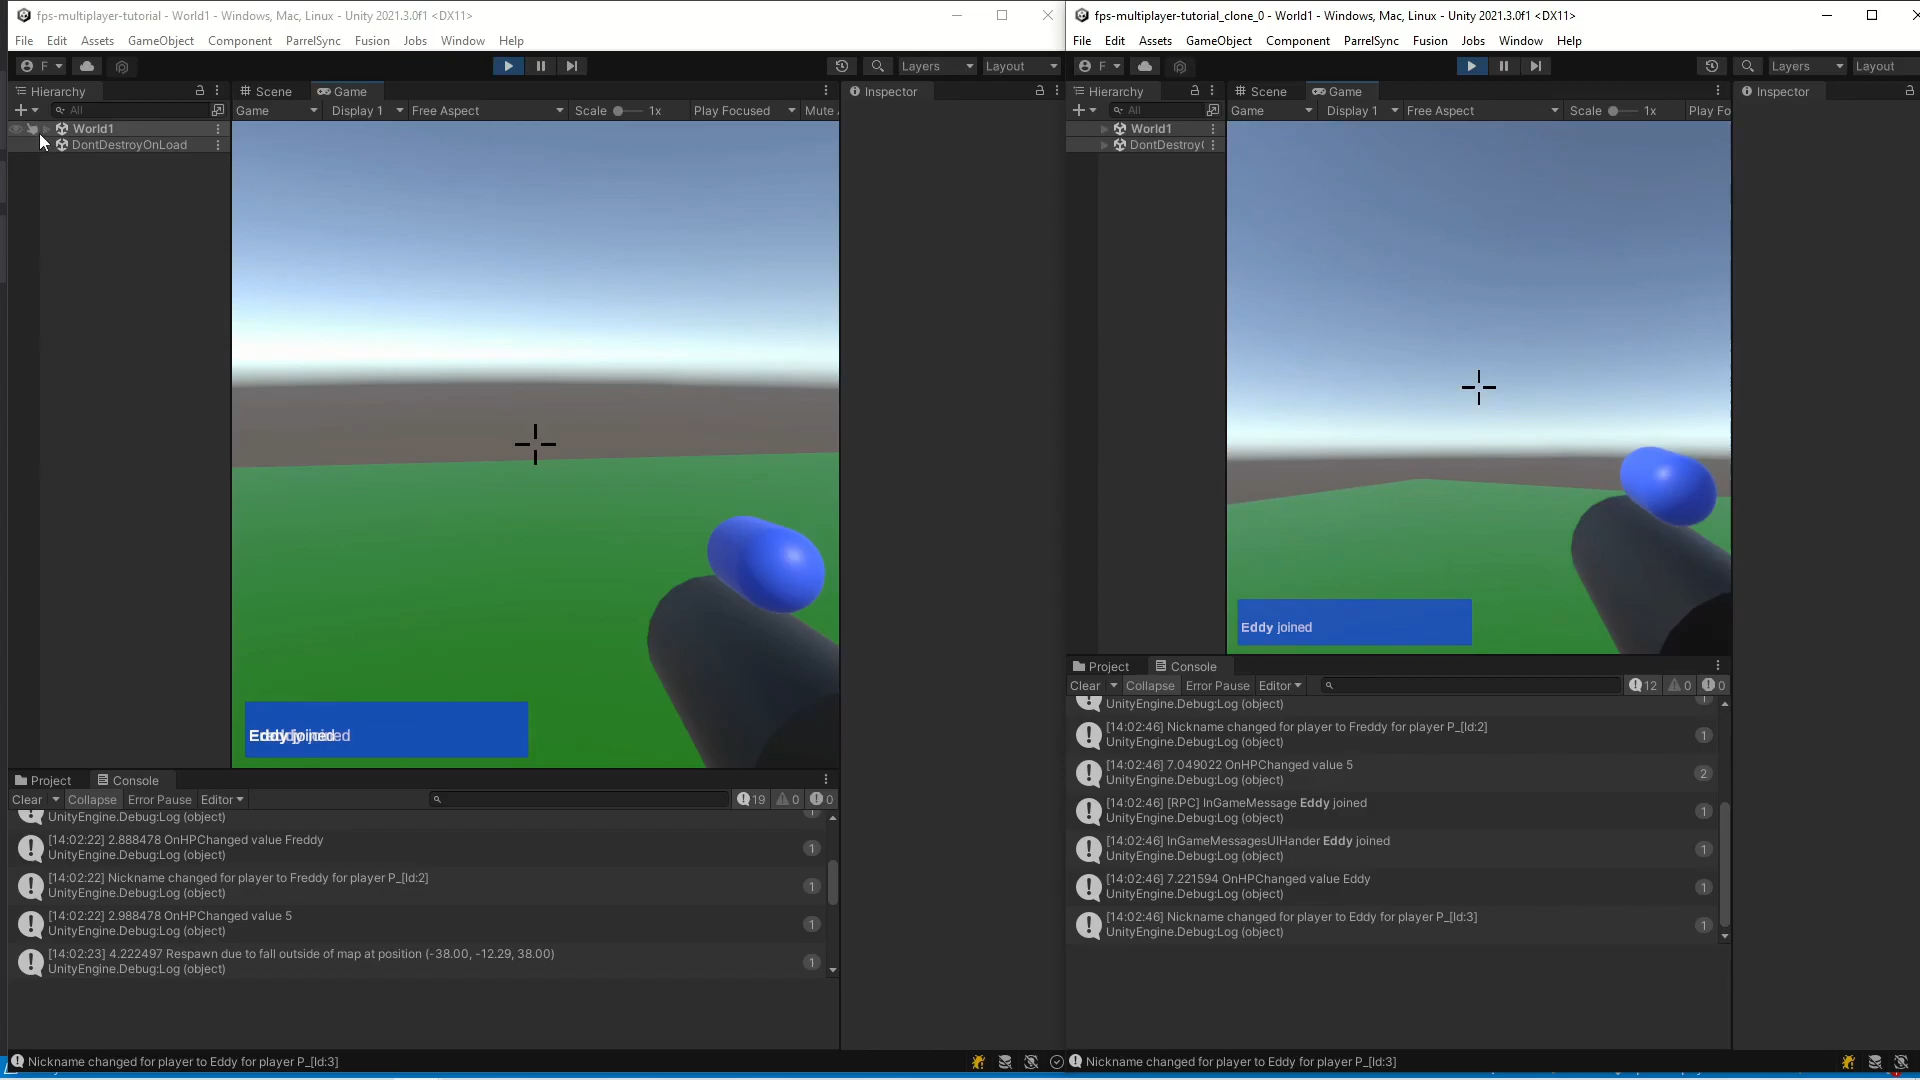 fps-multiplayer-tutorial - World1 - Windows, Mac, Linux - Unity 2021.3.0f1 <DX11>
File Edit Assets GameObject Component ParrelSync Fusion Jobs Window Help
F Layers Layout
Hierarchy
All
World1
DontDestroyOnLoad
Scene Game
Game Display 1 Free Aspect Scale 1x Play Focused Mute
Inspector
joined
Project Console
Clear Collapse Error Pause Editor 19 0 0
UnityEngine.Debug:Log (object)
[14:02:22] 2.888478 OnHPChanged value Freddy
UnityEngine.Debug:Log (object)
1
[14:02:22] Nickname changed for player to Freddy for player P_[Id:2]
UnityEngine.Debug:Log (object)
1
[14:02:22] 2.988478 OnHPChanged value 5
UnityEngine.Debug:Log (object)
1
[14:02:23] 4.222497 Respawn due to fall outside of map at position (-38.00, -12.29, 38.00)
UnityEngine.Debug:Log (object)
1
Nickname changed for player to Eddy for player P_[Id:3]
fps-multiplayer-tutorial_clone_0 - World1 - Windows, Mac, Linux - Unity 2021.3.0f1 <DX11>
File Edit Assets GameObject Component ParrelSync Fusion Jobs Window Help
F Layers Layout
Hierarchy
All
World1
DontDestroy(
Scene Game
Game Display 1 Free Aspect Scale 1x Play Fo
Inspector
Eddy joined
Project Console
Clear Collapse Error Pause Editor 12 0 0
UnityEngine.Debug:Log (object)
[14:02:46] Nickname changed for player to Freddy for player P_[Id:2]
UnityEngine.Debug:Log (object)
1
[14:02:46] 7.049022 OnHPChanged value 5
UnityEngine.Debug:Log (object)
2
[14:02:46] [RPC] InGameMessage Eddy joined
UnityEngine.Debug:Log (object)
1
[14:02:46] InGameMessagesUIHander Eddy joined
UnityEngine.Debug:Log (object)
1
[14:02:46] 7.221594 OnHPChanged value Eddy
UnityEngine.Debug:Log (object)
1
[14:02:46] Nickname changed for player to Eddy for player P_[Id:3]
UnityEngine.Debug:Log (object)
1
Nickname changed for player to Eddy for player P_[Id:3]